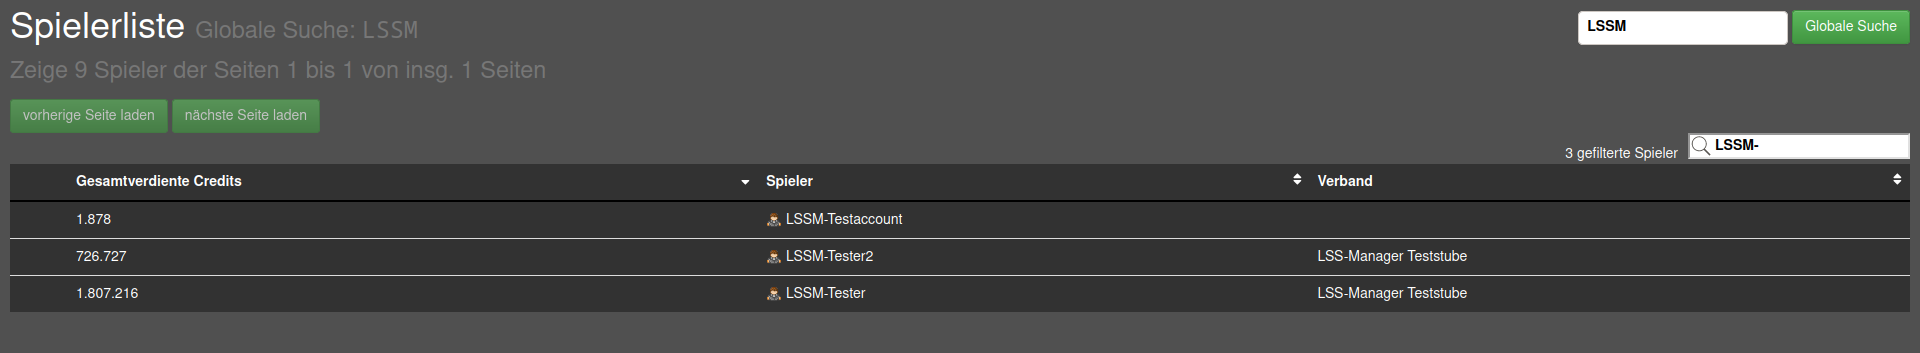 Spielerliste Globale Suche: LSSM
LSSM Globale Suche
Zeige 9 Spieler der Seiten 1 bis 1 von insg. 1 Seiten
vorherige Seite laden nächste Seite laden
3 gefilterte Spieler LSSM-
Gesamtverdiente Credits Spieler Verband
1.878 LSSM-Testaccount
726.727 LSSM-Tester2 LSS-Manager Teststube
1.807.216 LSSM-Tester LSS-Manager Teststube